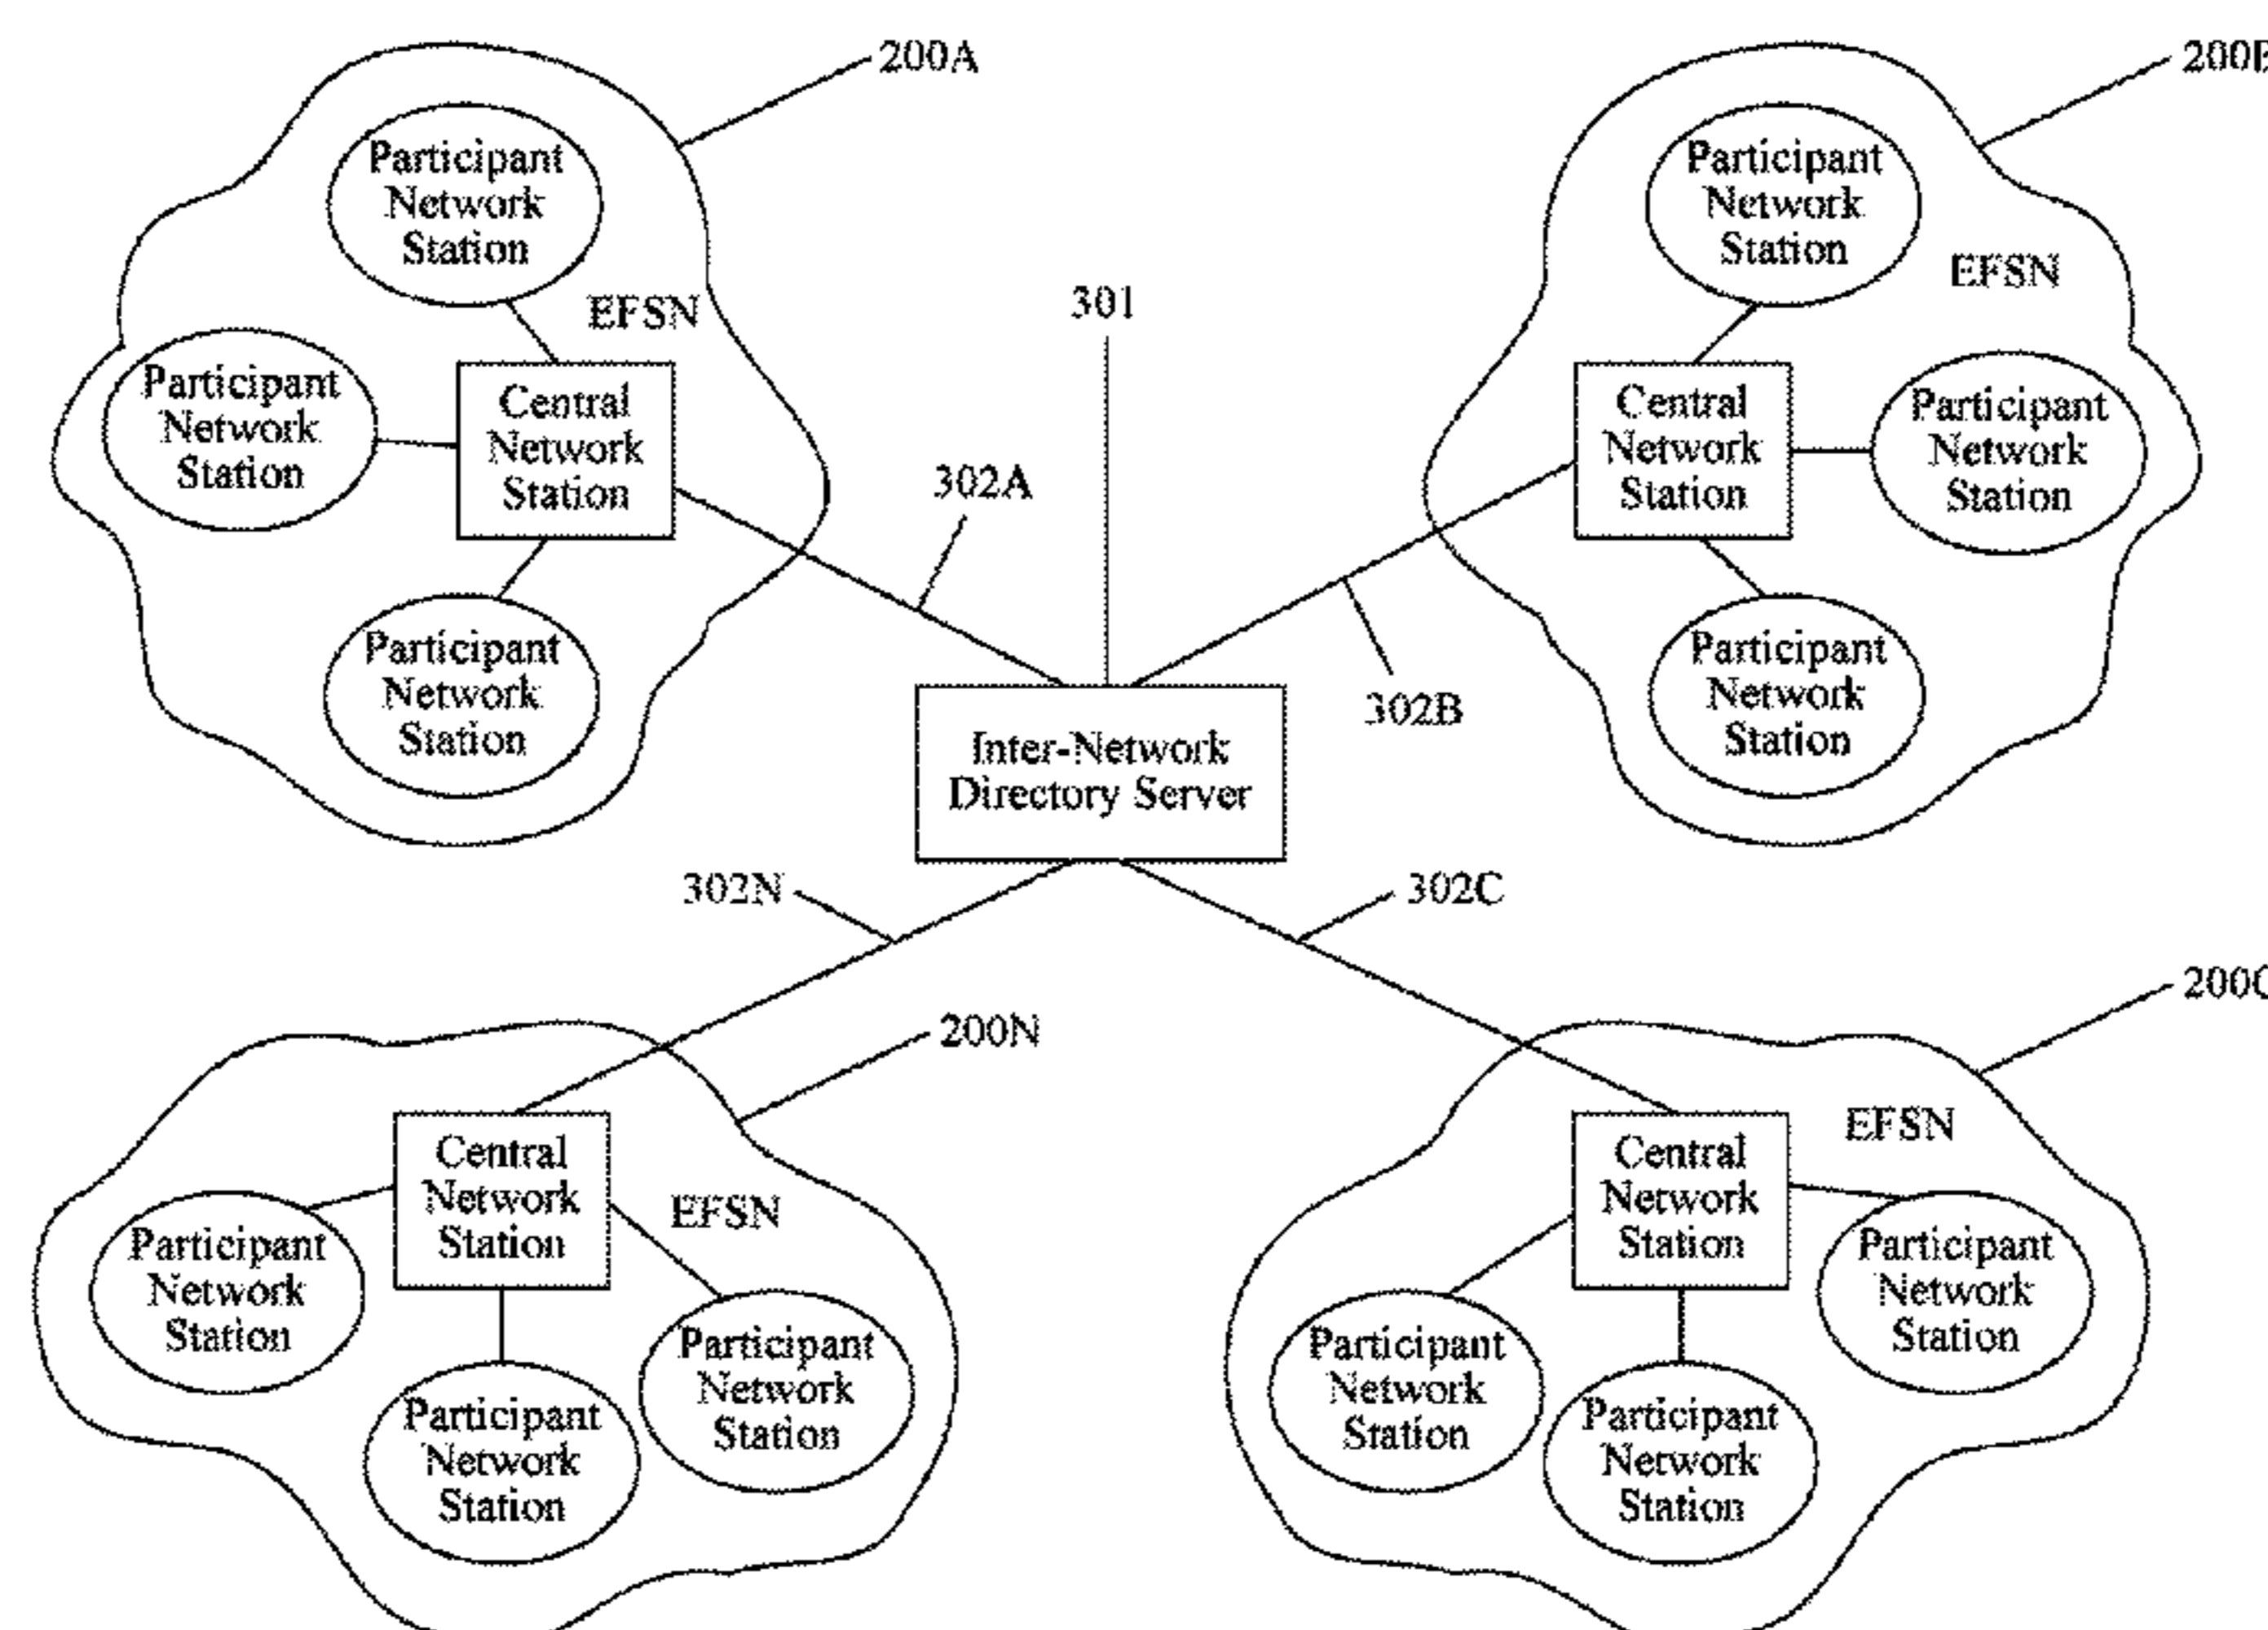 200A
Participant
Network
Station
EFSN
Participant
Network
Station
Central
Network
Station
Participant
Network
Station
302A
301
200B
Participant
Network
Station
EFSN
Central
Network
Station
Participant
Network
Station
Participant
Network
Station
302B
Inter-Network
Directory Server
302N
302C
200N
Central
Network
Station
EFSN
Participant
Network
Station
Participant
Network
Station
Participant
Network
Station
200C
EFSN
Central
Network
Station
Participant
Network
Station
Participant
Network
Station
Participant
Network
Station